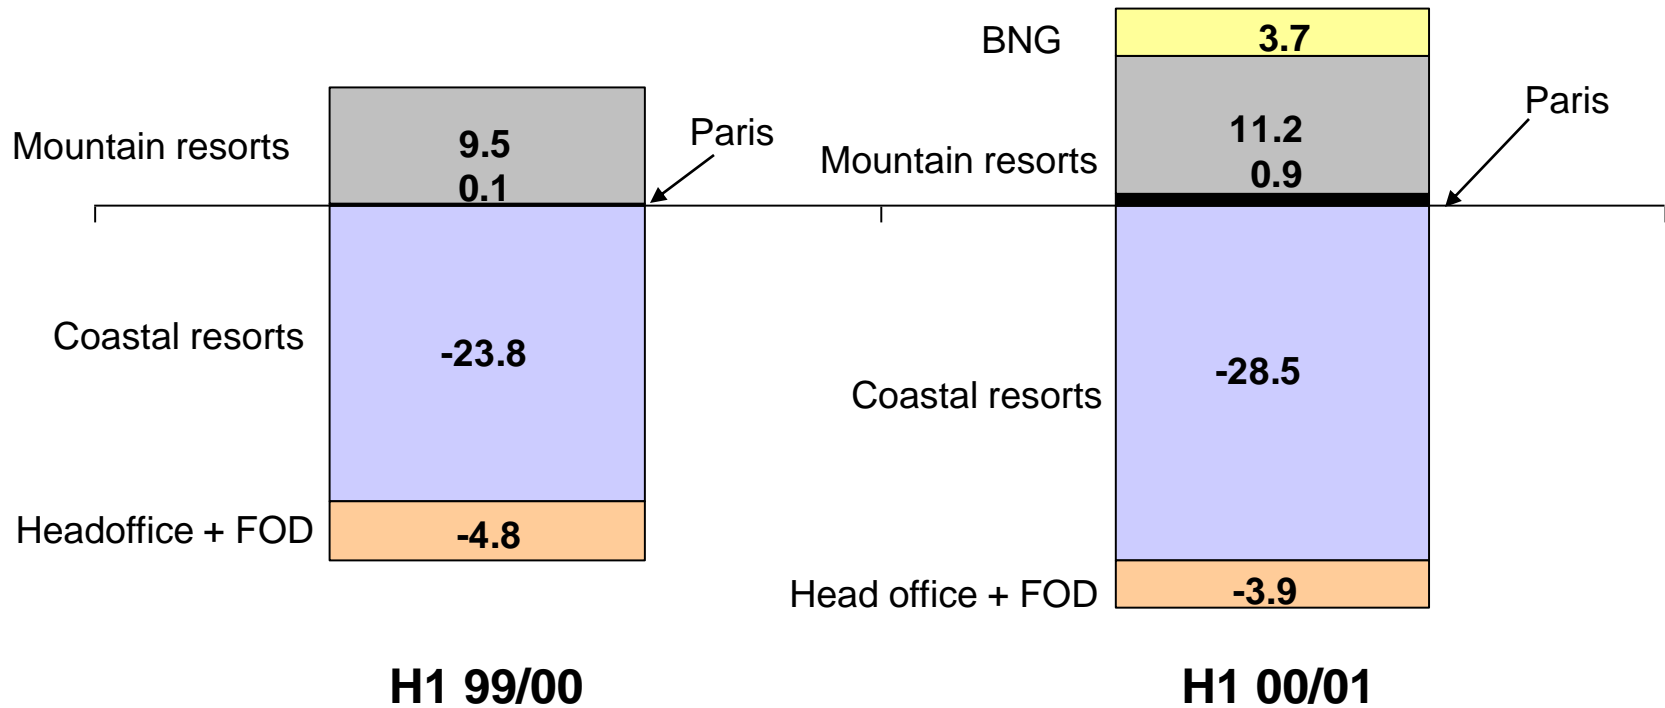 BNG
3.7
Mountain resorts
9.5
0.1
Paris
Mountain resorts
11.2
0.9
Paris
Coastal resorts
-23.8
Coastal resorts
-28.5
Headoffice + FOD
-4.8
Head office + FOD
-3.9
H1 99/00
H1 00/01